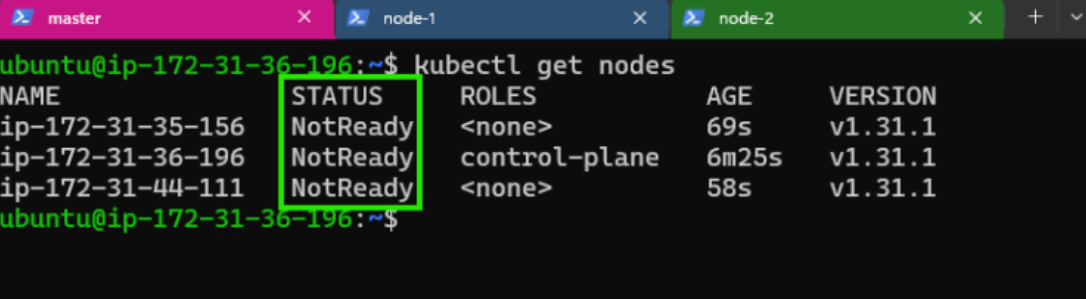 master node-1 node-2
ubuntu@ip-172-31-36-196:~$ kubectl get nodes
NAME STATUS ROLES AGE VERSION
ip-172-31-35-156 NotReady <none> 69s v1.31.1
ip-172-31-36-196 NotReady control-plane 6m25s v1.31.1
ip-172-31-44-111 NotReady <none> 58s v1.31.1
ubuntu@ip-172-31-36-196:~$